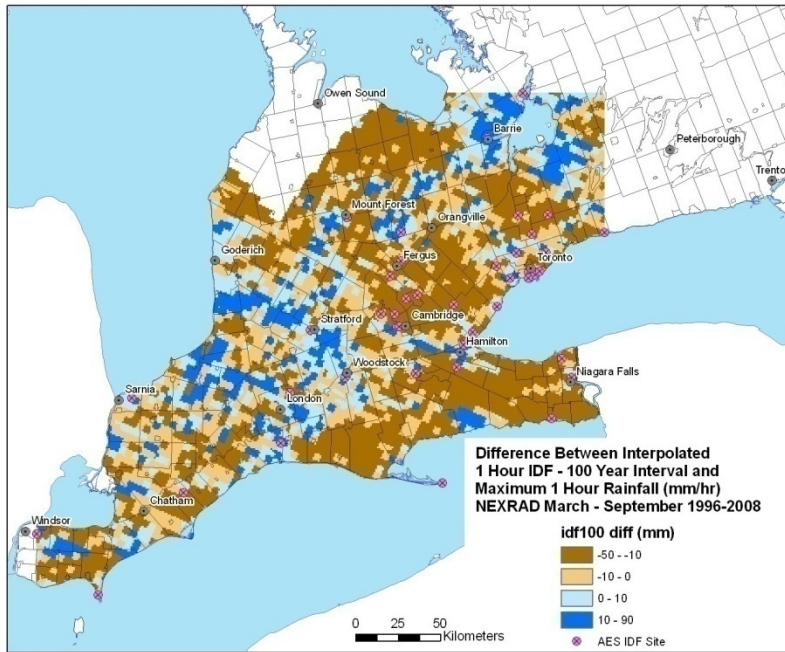 Owen Sound
Barrie
Peterborough
Trento
Mount Forest
Orangville
Goderich
Fergus
Toronto
Stratford
Cambridge
Hamilton
Woodstock
Niagara Falls
Sarnia
London
Chatham
Windsor
Difference Between Interpolated
1 Hour IDF - 100 Year Interval and
Maximum 1 Hour Rainfall (mm/hr)
NEXRAD March - September 1996-2008
idf100 diff (mm)
-50 - -10
-10 - 0
0 - 10
10 - 90
AES IDF Site
0 25 50
Kilometers